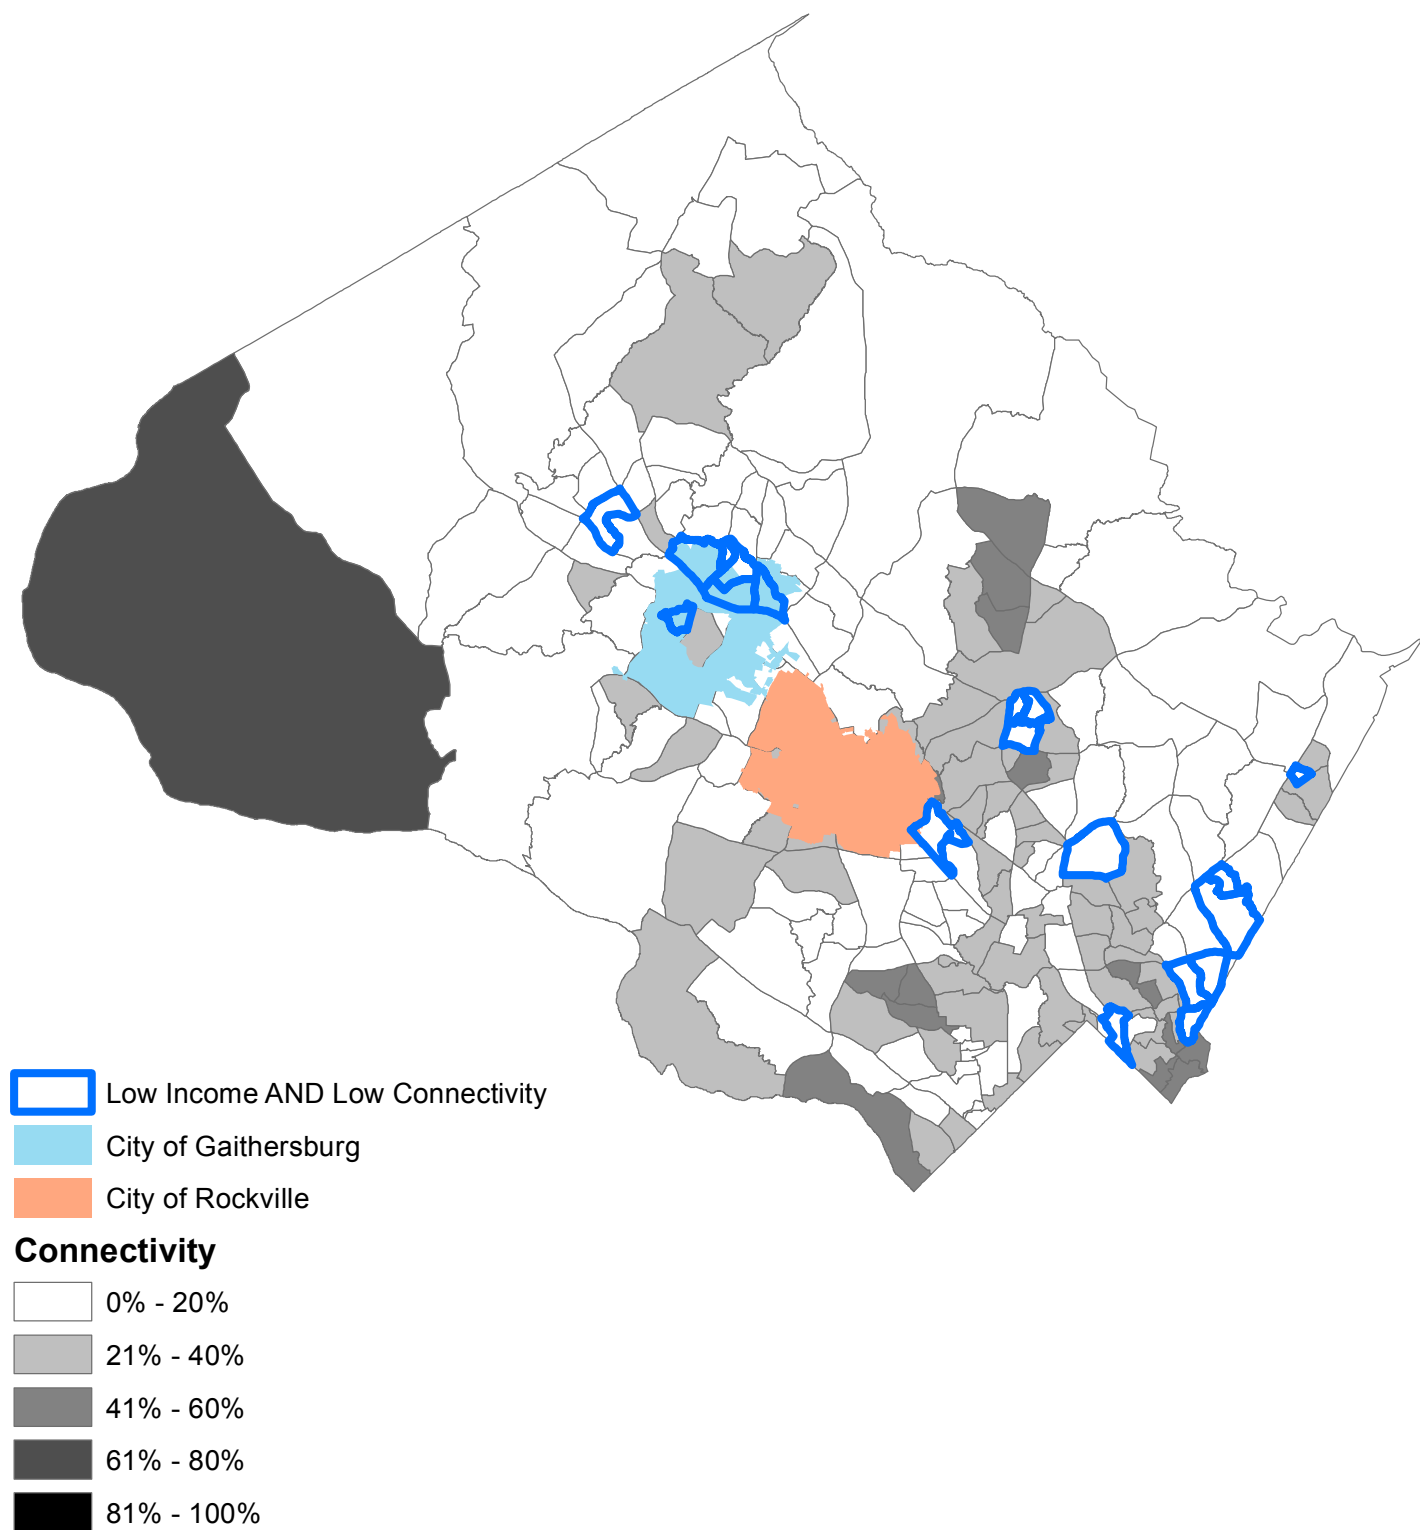 Low Income AND Low Connectivity
City of Gaithersburg
City of Rockville
Connectivity
0% - 20%
21% - 40%
41% - 60%
61% - 80%
81% - 100%